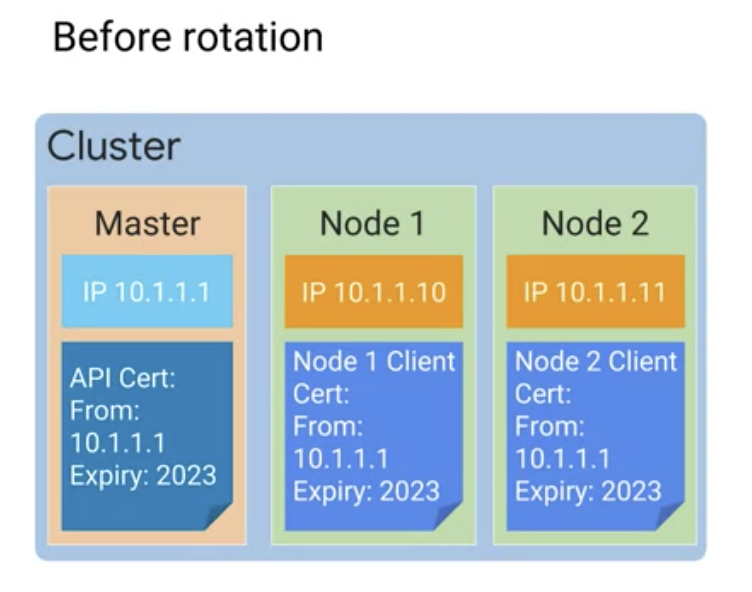 Before rotation
Cluster
Master
IP 10.1.1.1
API Cert:
From:
10.1.1.1
Expiry: 2023
Node 1
IP 10.1.1.10
Node 1 Client
Cert:
From:
10.1.1.1
Expiry: 2023
Node 2
IP 10.1.1.11
Node 2 Client
Cert:
From:
10.1.1.1
Expiry: 2023